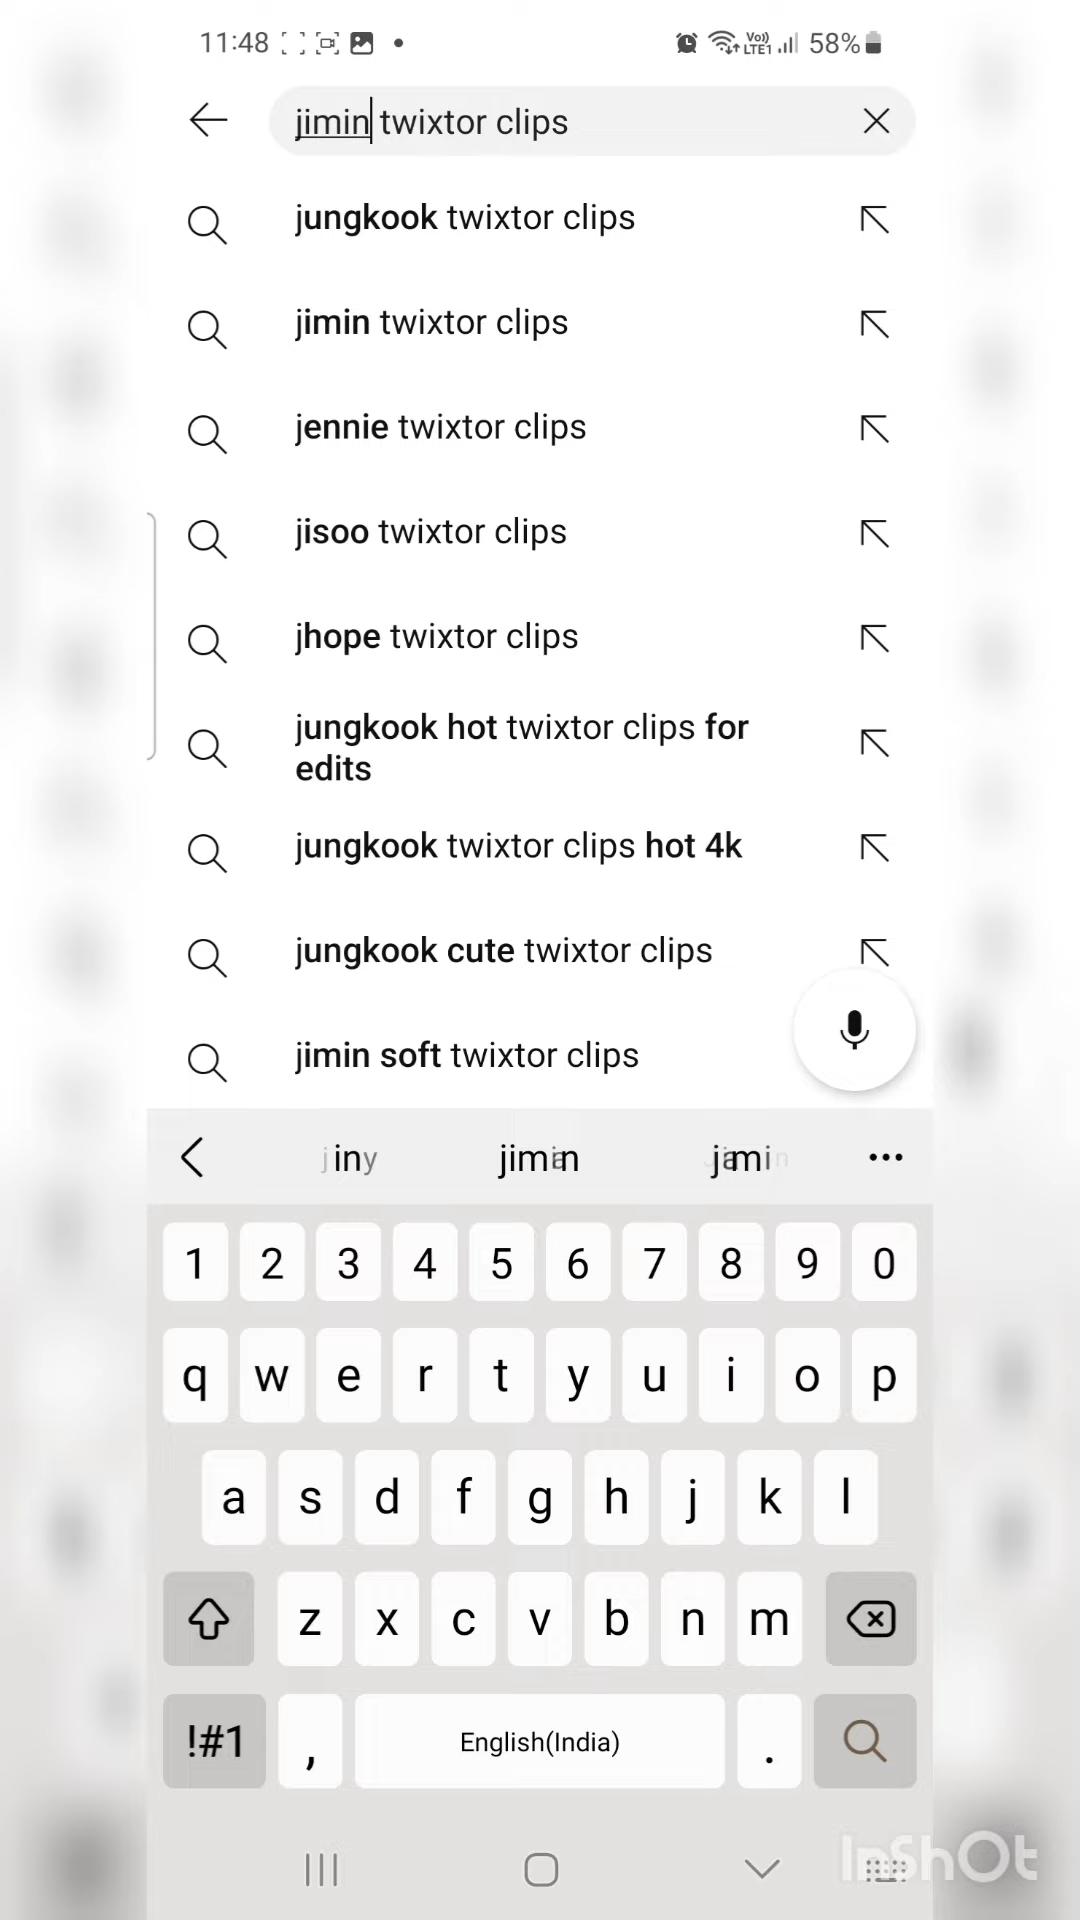 11:48 Vo)) LTE1 58%
jimin twixtor clips
jungkook twixtor clips
jimin twixtor clips
jennie twixtor clips
jisoo twixtor clips
jhope twixtor clips
jungkook hot twixtor clips for
edits
jungkook twixtor clips hot 4k
jungkook cute twixtor clips
jimin soft twixtor clips
jimin
1 2 3 4 5 6 7 8 9 0
q w e r t y u i o p
a s d f g h j k l
z x c v b n m
!#1 , English(India) .
InShOt